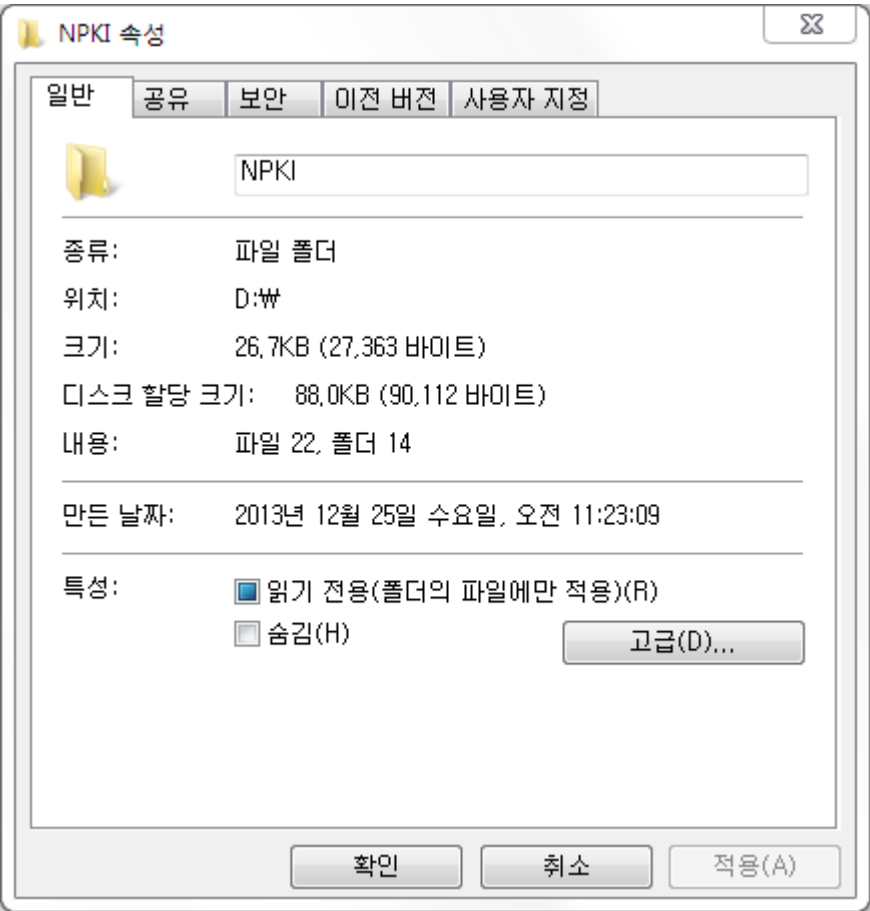 NPKI 속성
일반 공유 보안 이전 버전 사용자 지정
NPKI
종류: 파일 폴더
위치: D:₩
크기: 26,7KB (27,363 바이트)
디스크 할당 크기: 88,0KB (90,112 바이트)
내용: 파일 22, 폴더 14
만든 날짜: 2013년 12월 25일 수요일, 오전 11:23:09
특성: 읽기 전용(폴더의 파일에만 적용)(R)
숨김(H) 고급(D)...
확인 취소 적용(A)